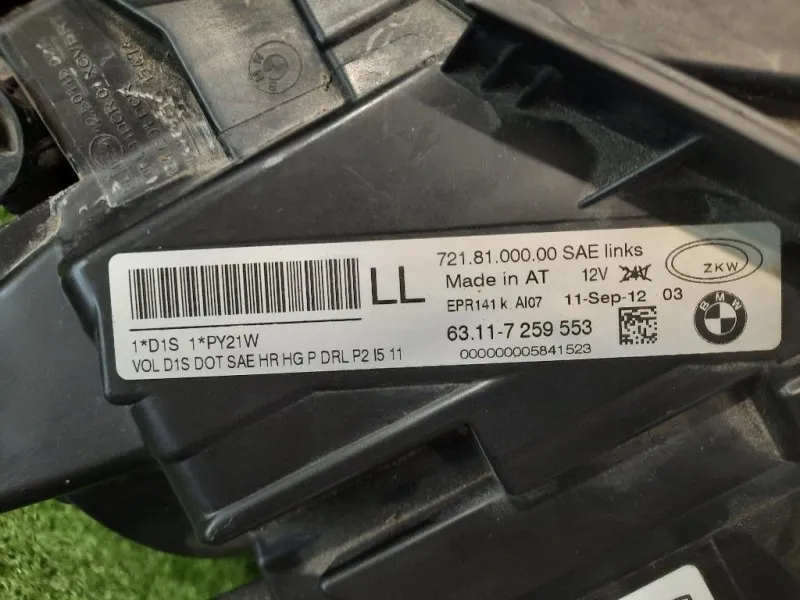 BMW
LL
721.81.000.00 SAE links
Made in AT 12V 24V
ZKW
EPR141 k. AI07 11-Sep-12 03
BMW
1*D1S 1*PY21W
63.11-7 259 553
VOL D1S DOT SAE HR HG P DRL P2 I5 11
000000005841523